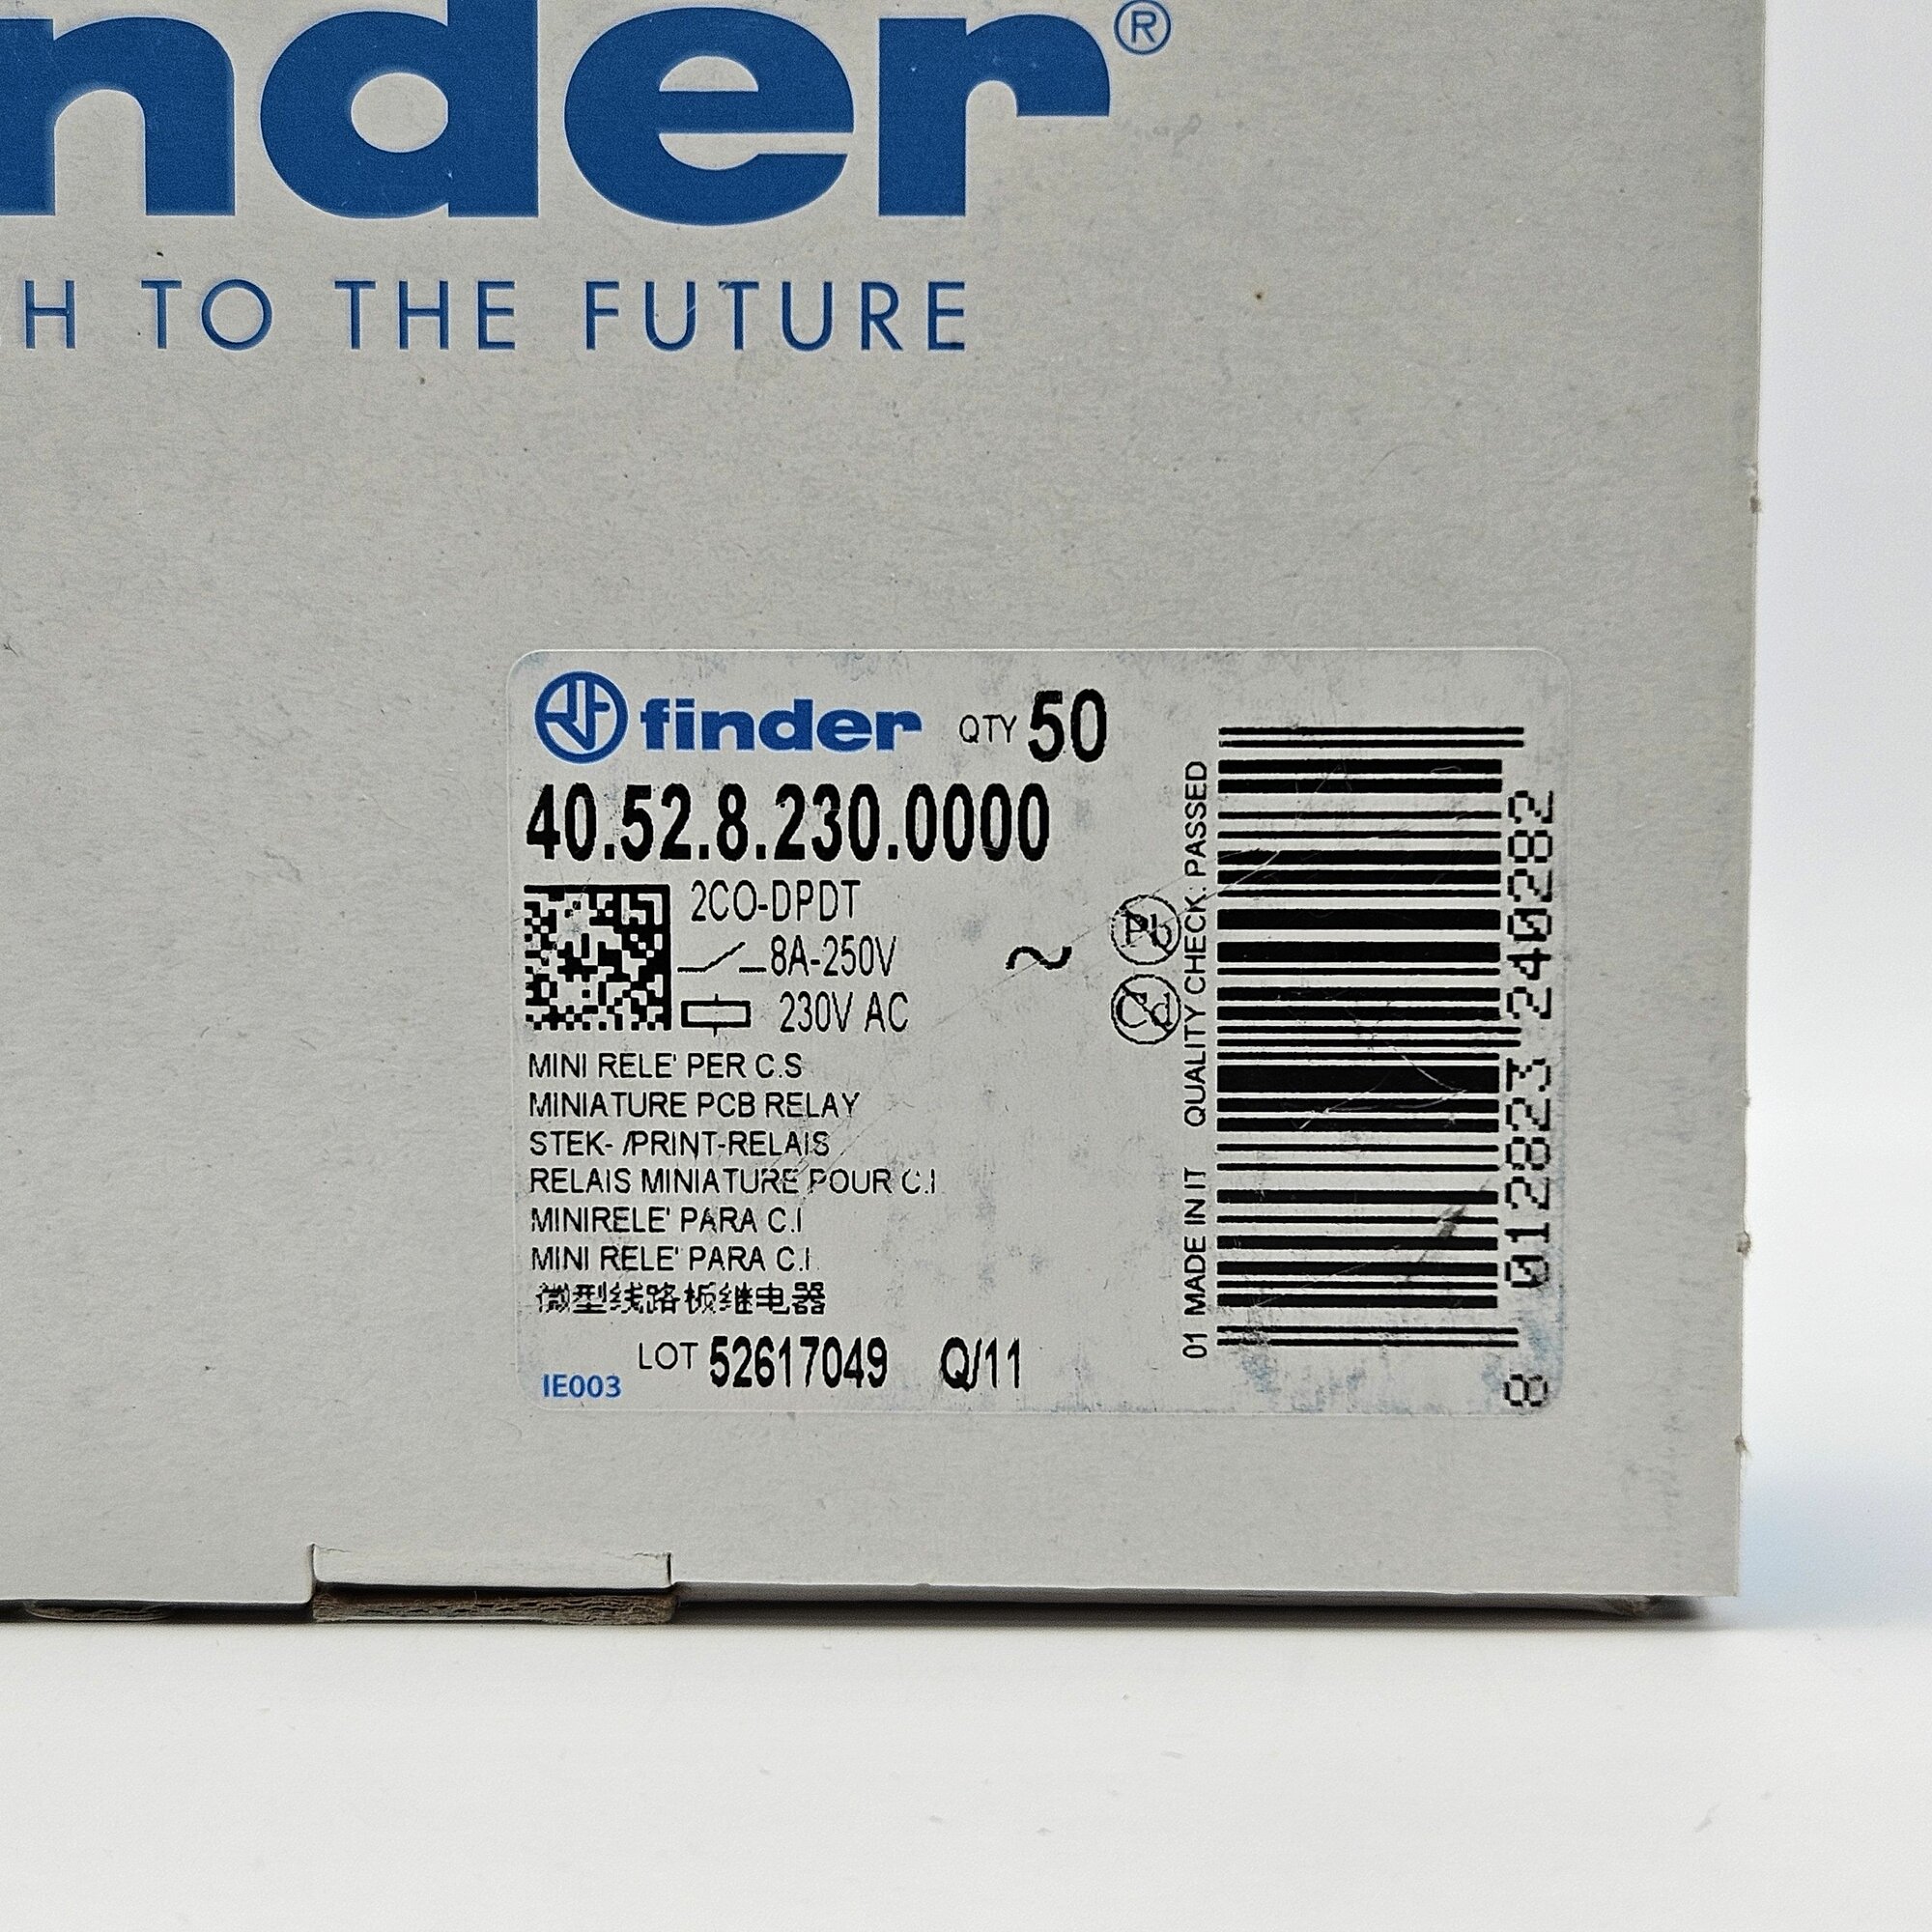 nder®
H TO THE FUTURE
finder QTY 50
40.52.8.230.0000
2CO-DPDT
8A-250V ~
230V AC
Pb
Cd
MINI RELE' PER C.S
MINIATURE PCB RELAY
STEK- /PRINT-RELAIS
RELAIS MINIATURE POUR C.I
MINIRELE' PARA C.I
MINI RELE' PARA C.I.
微型线路板继电器
LOT 52617049 Q/11
IE003
01 MADE IN IT QUALITY CHECK: PASSED
8 012823 240282